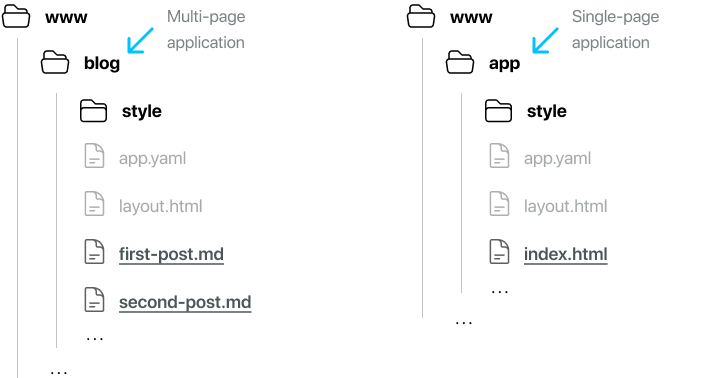 www
Multi-page
application
blog
style
app.yaml
layout.html
first-post.md
second-post.md
...
...
www
Single-page
application
app
style
app.yaml
layout.html
index.html
...
...